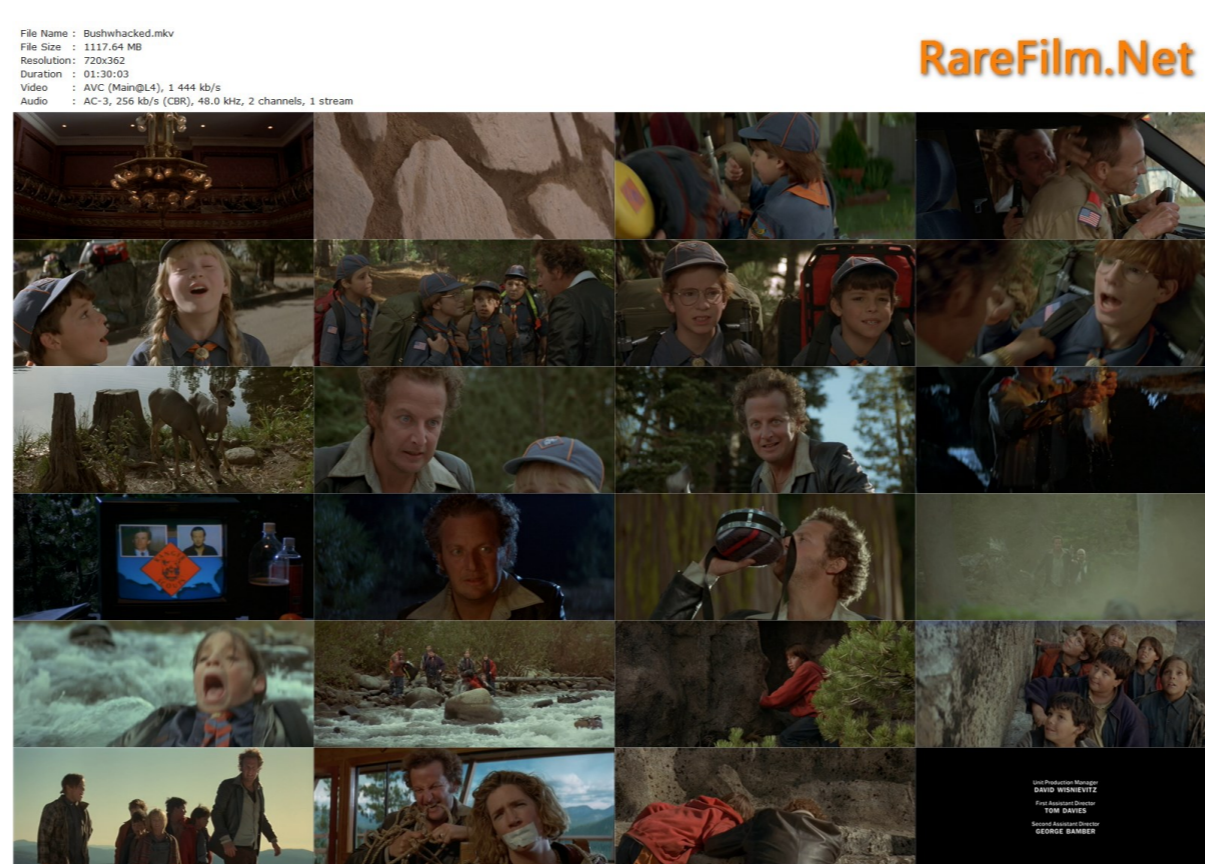 File Name : Bushwhacked.mkv
File Size : 1117.64 MB
Resolution: 720x362
Duration : 01:30:03
Video : AVC (Main@L4), 1 444 kb/s
Audio : AC-3, 256 kb/s (CBR), 48.0 kHz, 2 channels, 1 stream
RareFilm.Net
Unit Production Manager
DAVID WISNIEVITZ
First Assistant Director
TOM DAVIES
Second Assistant Director
GEORGE BAMBER